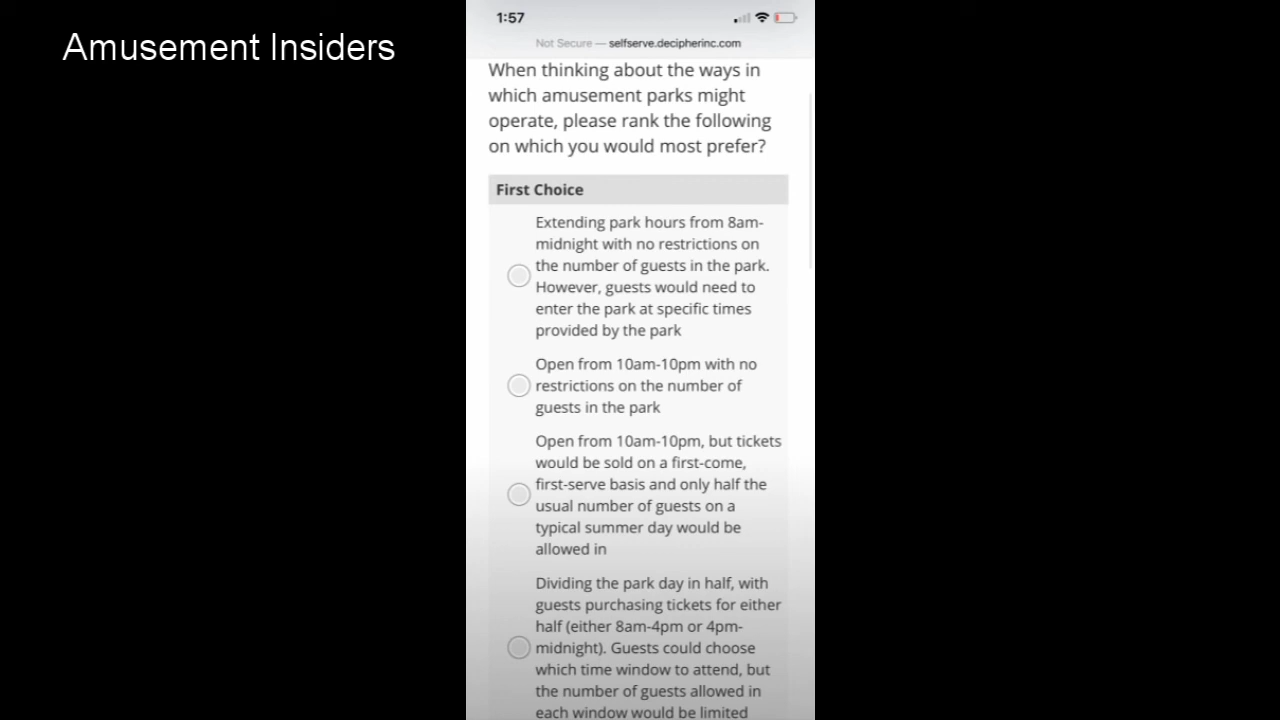 Amusement Insiders
1:57
Not Secure — selfserve.decipherinc.com
When thinking about the ways in
which amusement parks might
operate, please rank the following
on which you would most prefer?
First Choice
Extending park hours from 8am-
midnight with no restrictions on
the number of guests in the park.
However, guests would need to
enter the park at specific times
provided by the park
Open from 10am-10pm with no
restrictions on the number of
guests in the park
Open from 10am-10pm, but tickets
would be sold on a first-come,
first-serve basis and only half the
usual number of guests on a
typical summer day would be
allowed in
Dividing the park day in half, with
guests purchasing tickets for either
half (either 8am-4pm or 4pm-
midnight). Guests could choose
which time window to attend, but
the number of guests allowed in
each window would be limited